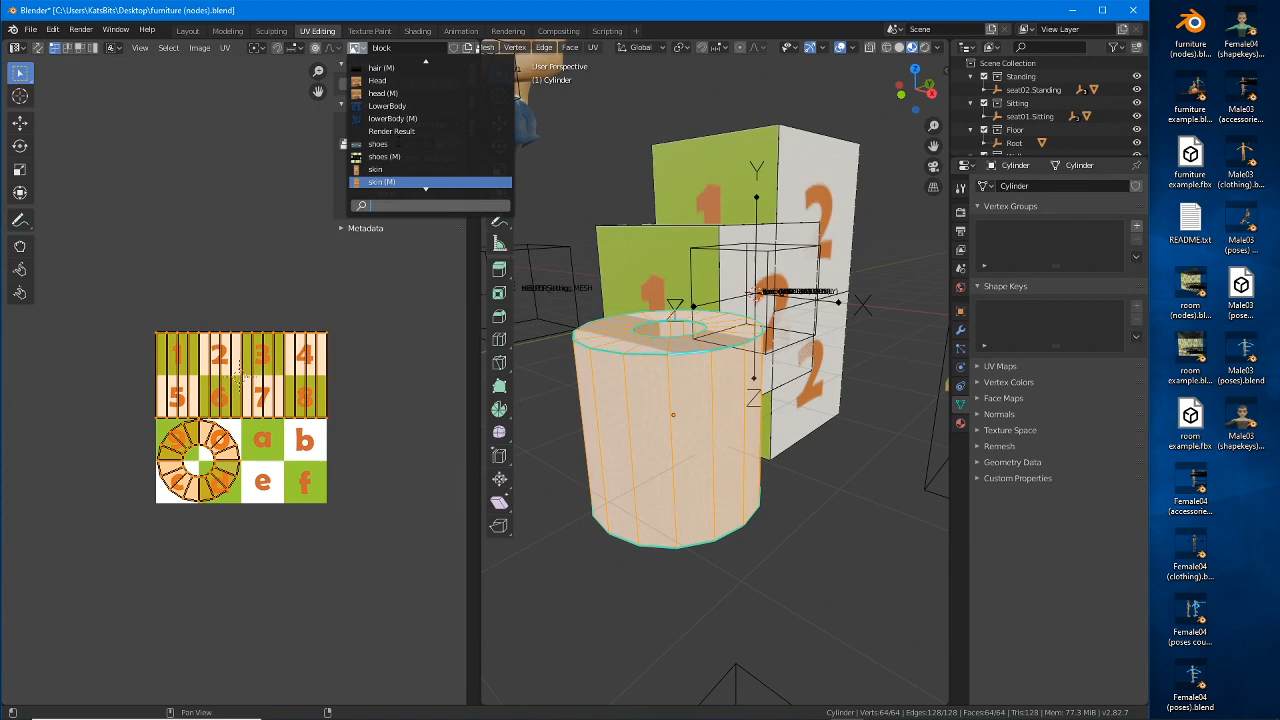 Blender* [C:\Users\KatsBits\Desktop\furniture (nodes).blend]
File Edit Render Window Help Layout Modeling Sculpting UV Editing Texture Paint Shading Animation Rendering Compositing Scripting Scene View Layer
View Select Image UV block Mesh Vertex Edge Face UV Global
hair (M)
Head
head (M)
LowerBody
lowerBody (M)
Render Result
shoes
shoes (M)
skin
skin (M)
Metadata
1 2 3 4
5 6 7 8
a b
e f
User Perspective
(1) Cylinder
1 2
1 2
2
Y
X
Z
Scene Collection
Standing
seat02.Standing
Sitting
seat01.Sitting
Floor
Root
Cylinder Cylinder
Cylinder
Vertex Groups
Shape Keys
UV Maps
Vertex Colors
Face Maps
Normals
Texture Space
Remesh
Geometry Data
Custom Properties
Pan View
Cylinder | Verts:64/64 | Edges:128/128 | Faces:64/64 | Tris:128 | Mem: 77.3 MiB | v2.82.7
furniture
(nodes).bl...
furniture
example.bl...
furniture
example.fbx
README.txt
room
(nodes).bl...
room
example.bl...
room
example.fbx
Female04
(accessorie...
Female04
(clothing).b...
Female04
(poses cou...
Female04
(poses).blend
Female04
(shapekeys)...
Male03
(accessorie...
Male03
(clothing).b...
Male03
(poses) ...
Male03
(poses).fbx
Male03
(poses).blend
Male03
(shapekeys)...